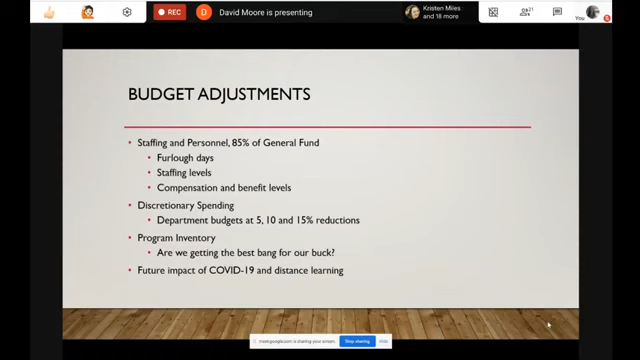 REC
D
David Moore is presenting
Kristen Miles
and 18 more
21
You
BUDGET ADJUSTMENTS
• Staffing and Personnel, 85% of General Fund
• Furlough days
• Staffing levels
• Compensation and benefit levels
• Discretionary Spending
• Department budgets at 5, 10 and 15% reductions
• Program Inventory
• Are we getting the best bang for our buck?
• Future impact of COVID-19 and distance learning
meet.google.com is sharing your screen.
Stop sharing
Hide